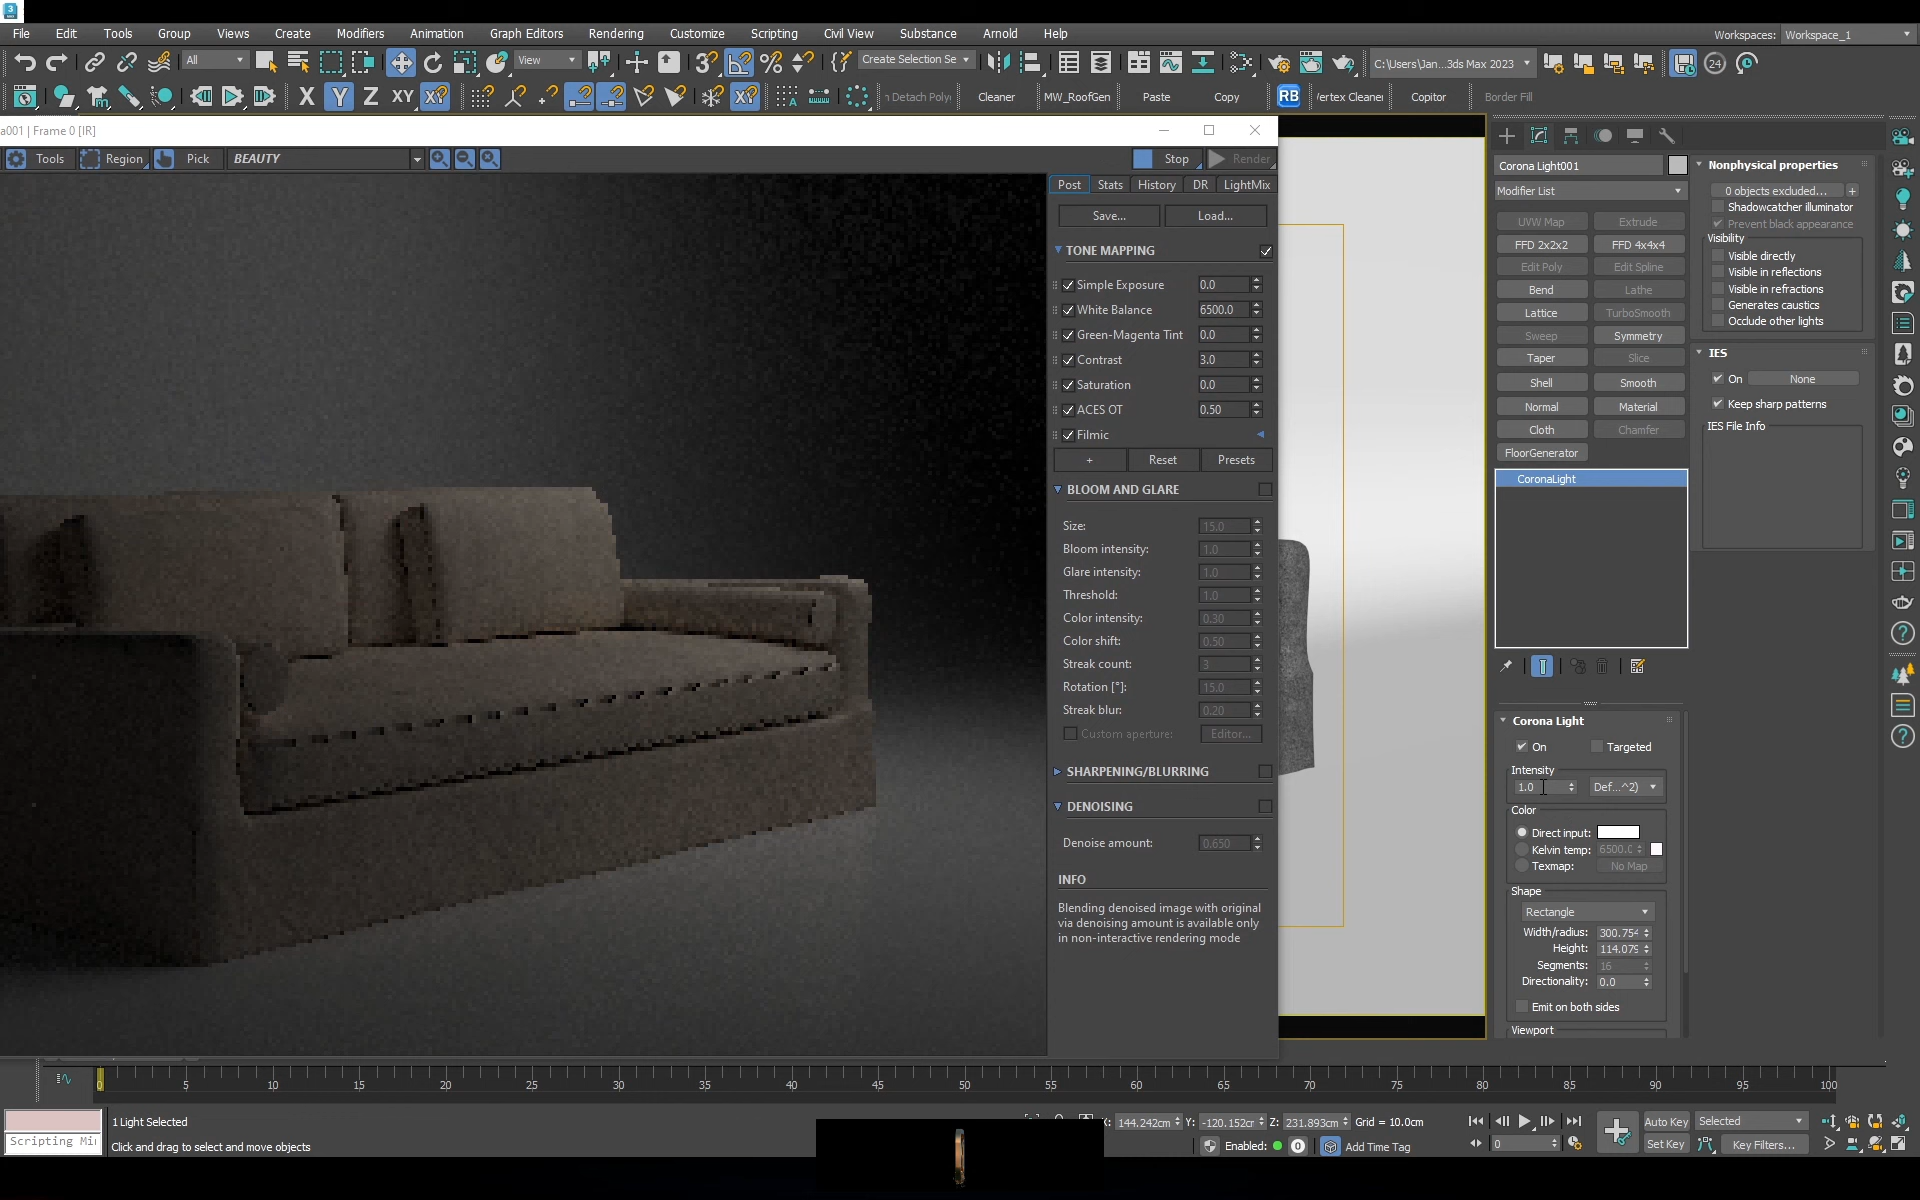 File Edit Tools Group Views Create Modifiers Animation Graph Editors Rendering Customize Scripting Civil View Substance Arnold Help
Workspaces: Workspace_1
All
View
Create Selection Se
C:\Users\Jan...3ds Max 2023
24
X Y Z XY XY
Detach Poly
Cleaner
MW_RoofGen
Paste
Copy
RB
Vertex Cleaner
Copitor
Border Fill
a001 | Frame 0 [IR]
Tools Region Pick BEAUTY
Stop Render
Post Stats History DR LightMix
Save... Load...
TONE MAPPING
Simple Exposure 0.0
White Balance 6500.0
Green-Magenta Tint 0.0
Contrast 3.0
Saturation 0.0
ACES OT 0.50
Filmic
+ Reset Presets
BLOOM AND GLARE
Size: 15.0
Bloom intensity: 1.0
Glare intensity: 1.0
Threshold: 1.0
Color intensity: 0.30
Color shift: 0.50
Streak count: 3
Rotation [°]: 15.0
Streak blur: 0.20
Custom aperture: Editor...
SHARPENING/BLURRING
DENOISING
Denoise amount: 0.650
INFO
Blending denoised image with original
via denoising amount is available only
in non-interactive rendering mode
Corona Light001
Modifier List
UVW Map Extrude
FFD 2x2x2 FFD 4x4x4
Edit Poly Edit Spline
Bend Lathe
Lattice TurboSmooth
Sweep Symmetry
Taper Slice
Shell Smooth
Normal Material
Cloth Chamfer
FloorGenerator
CoronaLight
Corona Light
On Targeted
Intensity
1.0 Def...^2)
Color
Direct input:
Kelvin temp: 6500.0
Texmap: No Map
Shape
Rectangle
Width/radius: 300.754
Height: 114.079
Segments: 16
Directionality: 0.0
Emit on both sides
Viewport
Nonphysical properties
0 objects excluded... +
Shadowcatcher illuminator
Prevent black appearance
Visibility
Visible directly
Visible in reflections
Visible in refractions
Generates caustics
Occlude other lights
IES
On None
Keep sharp patterns
IES File Info
0 5 10 15 20 25 30 35 40 45 50 55 60 65 70 75 80 85 90 95 100
1 Light Selected
X: 144.242cm Y: -120.152cm Z: 231.893cm Grid = 10.0cm
Auto Key Selected
Scripting Mi
Click and drag to select and move objects
Enabled: 0 Add Time Tag
0
Set Key Key Filters...